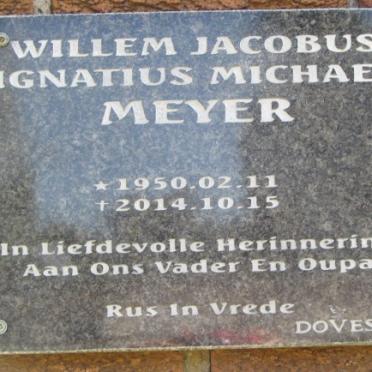 WILLEM JACOBUS
IGNATIUS MICHAE
MEYER
★1950.02.11
†2014.10.15
In Liefdevolle Herinnerin
Aan Ons Vader En Oupa
Rus In Vrede
DOVES